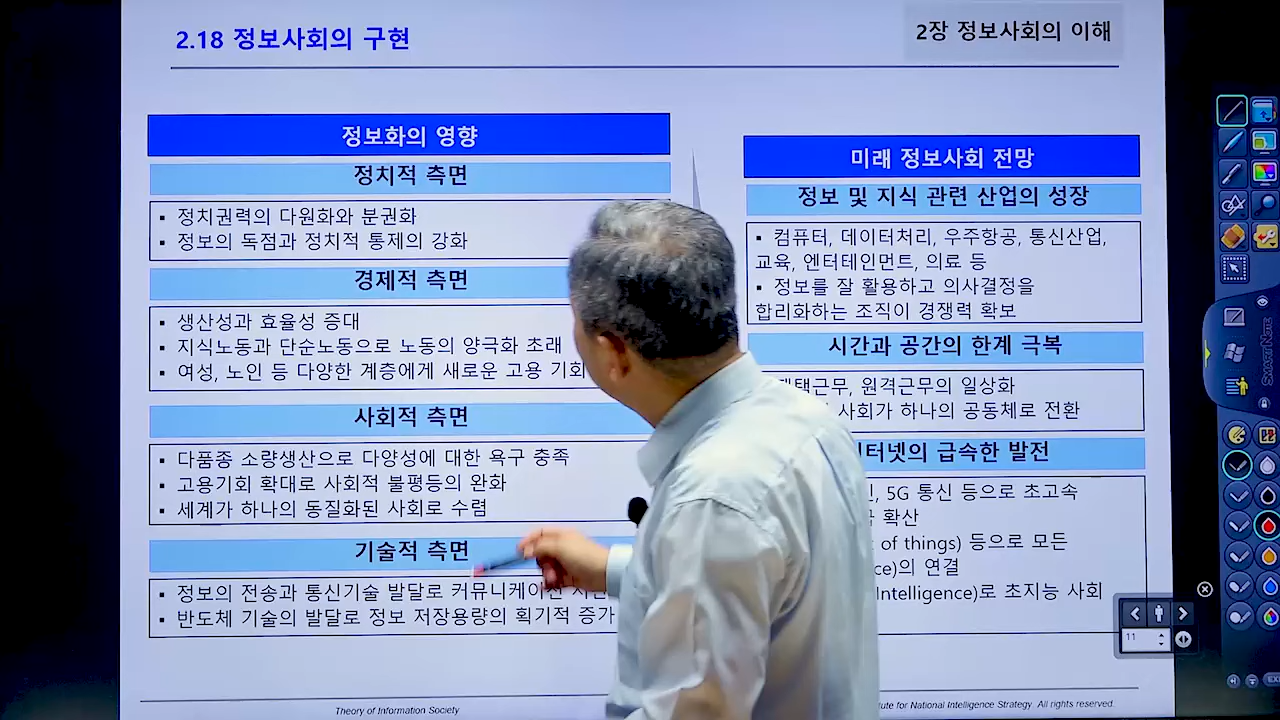 2.18 정보사회의 구현
2장 정보사회의 이해
정보화의 영향
정치적 측면
▪ 정치권력의 다원화와 분권화
▪ 정보의 독점과 정치적 통제의 강화
경제적 측면
▪ 생산성과 효율성 증대
▪ 지식노동과 단순노동으로 노동의 양극화 초래
▪ 여성, 노인 등 다양한 계층에게 새로운 고용 기회
사회적 측면
▪ 다품종 소량생산으로 다양성에 대한 욕구 충족
▪ 고용기회 확대로 사회적 불평등의 완화
▪ 세계가 하나의 동질화된 사회로 수렴
기술적 측면
▪ 정보의 전송과 통신기술 발달로 커뮤니케이션
▪ 반도체 기술의 발달로 정보 저장용량의 획기적 증가
미래 정보사회 전망
정보 및 지식 관련 산업의 성장
▪ 컴퓨터, 데이터처리, 우주항공, 통신산업,
교육, 엔터테인먼트, 의료 등
▪ 정보를 잘 활용하고 의사결정을
합리화하는 조직이 경쟁력 확보
시간과 공간의 한계 극복
원격근무의 일상화
사회가 하나의 공동체로 전환
급속한 발전
5G 통신 등으로 초고속
확산
of things) 등으로 모든
연결
Intelligence)로 초지능 사회
Theory of Information Society
for National Intelligence Strategy. All rights reserved.
SMART Note
11